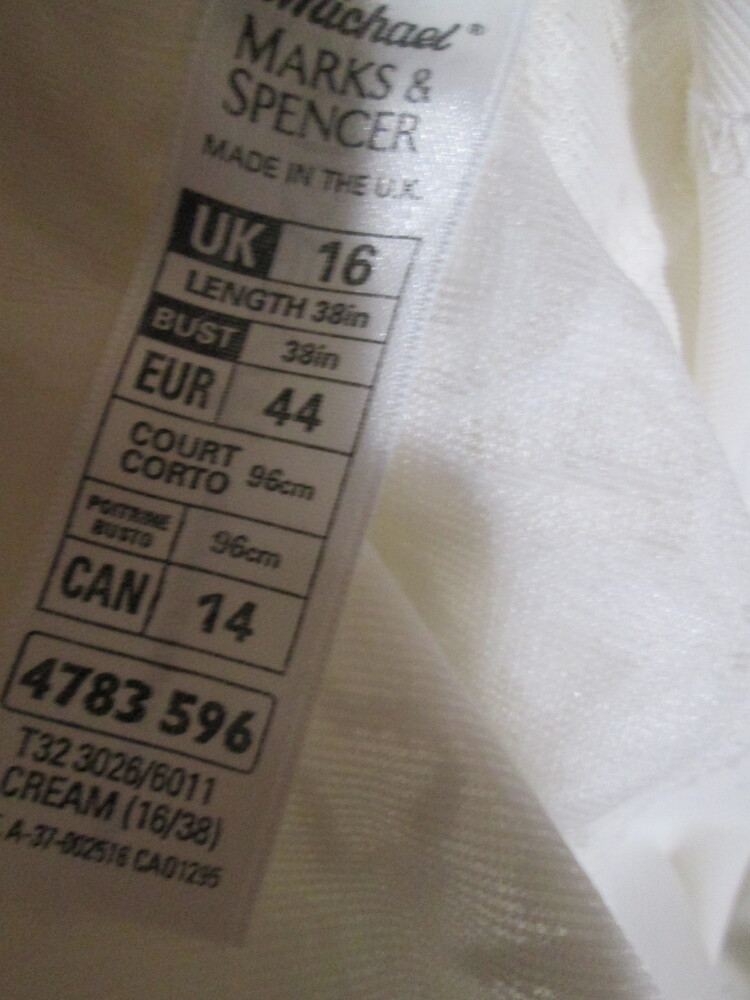 Michael ®
MARKS &
SPENCER
MADE IN THE U.K.
UK 16
LENGTH 38in
BUST 38in
EUR 44
COURT
CORTO 96cm
POITRINE
BUSTO 96cm
CAN 14
4783 596
T32 3026/6011
CREAM (16/38)
A-37-002516 CA01295